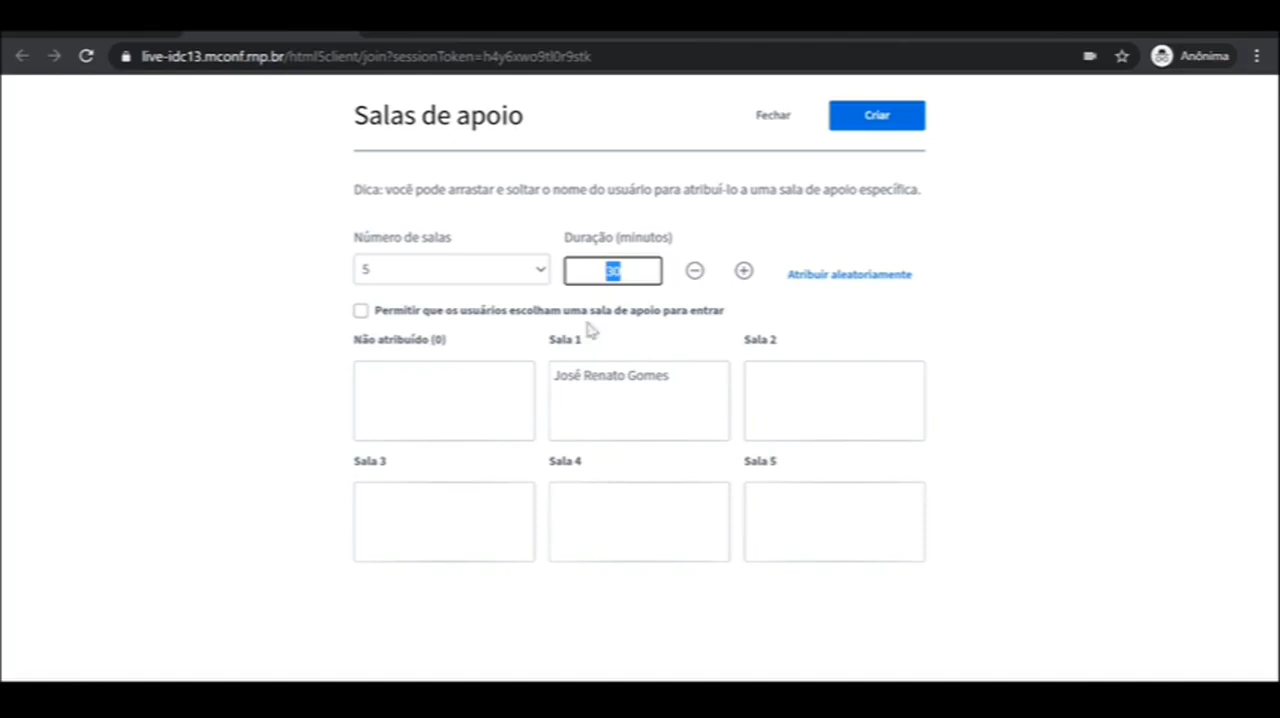 live-idc13.mconf.rnp.br/html5client/join?sessionToken=h4y6xwo9tl0r9stk
Anônima
Salas de apoio
Fechar
Criar
Dica: você pode arrastar e soltar o nome do usuário para atribuí-lo a uma sala de apoio específica.
Número de salas
Duração (minutos)
5
30
Atribuir aleatoriamente
Permitir que os usuários escolham uma sala de apoio para entrar
Não atribuído (0)
Sala 1
Sala 2
José Renato Gomes
Sala 3
Sala 4
Sala 5